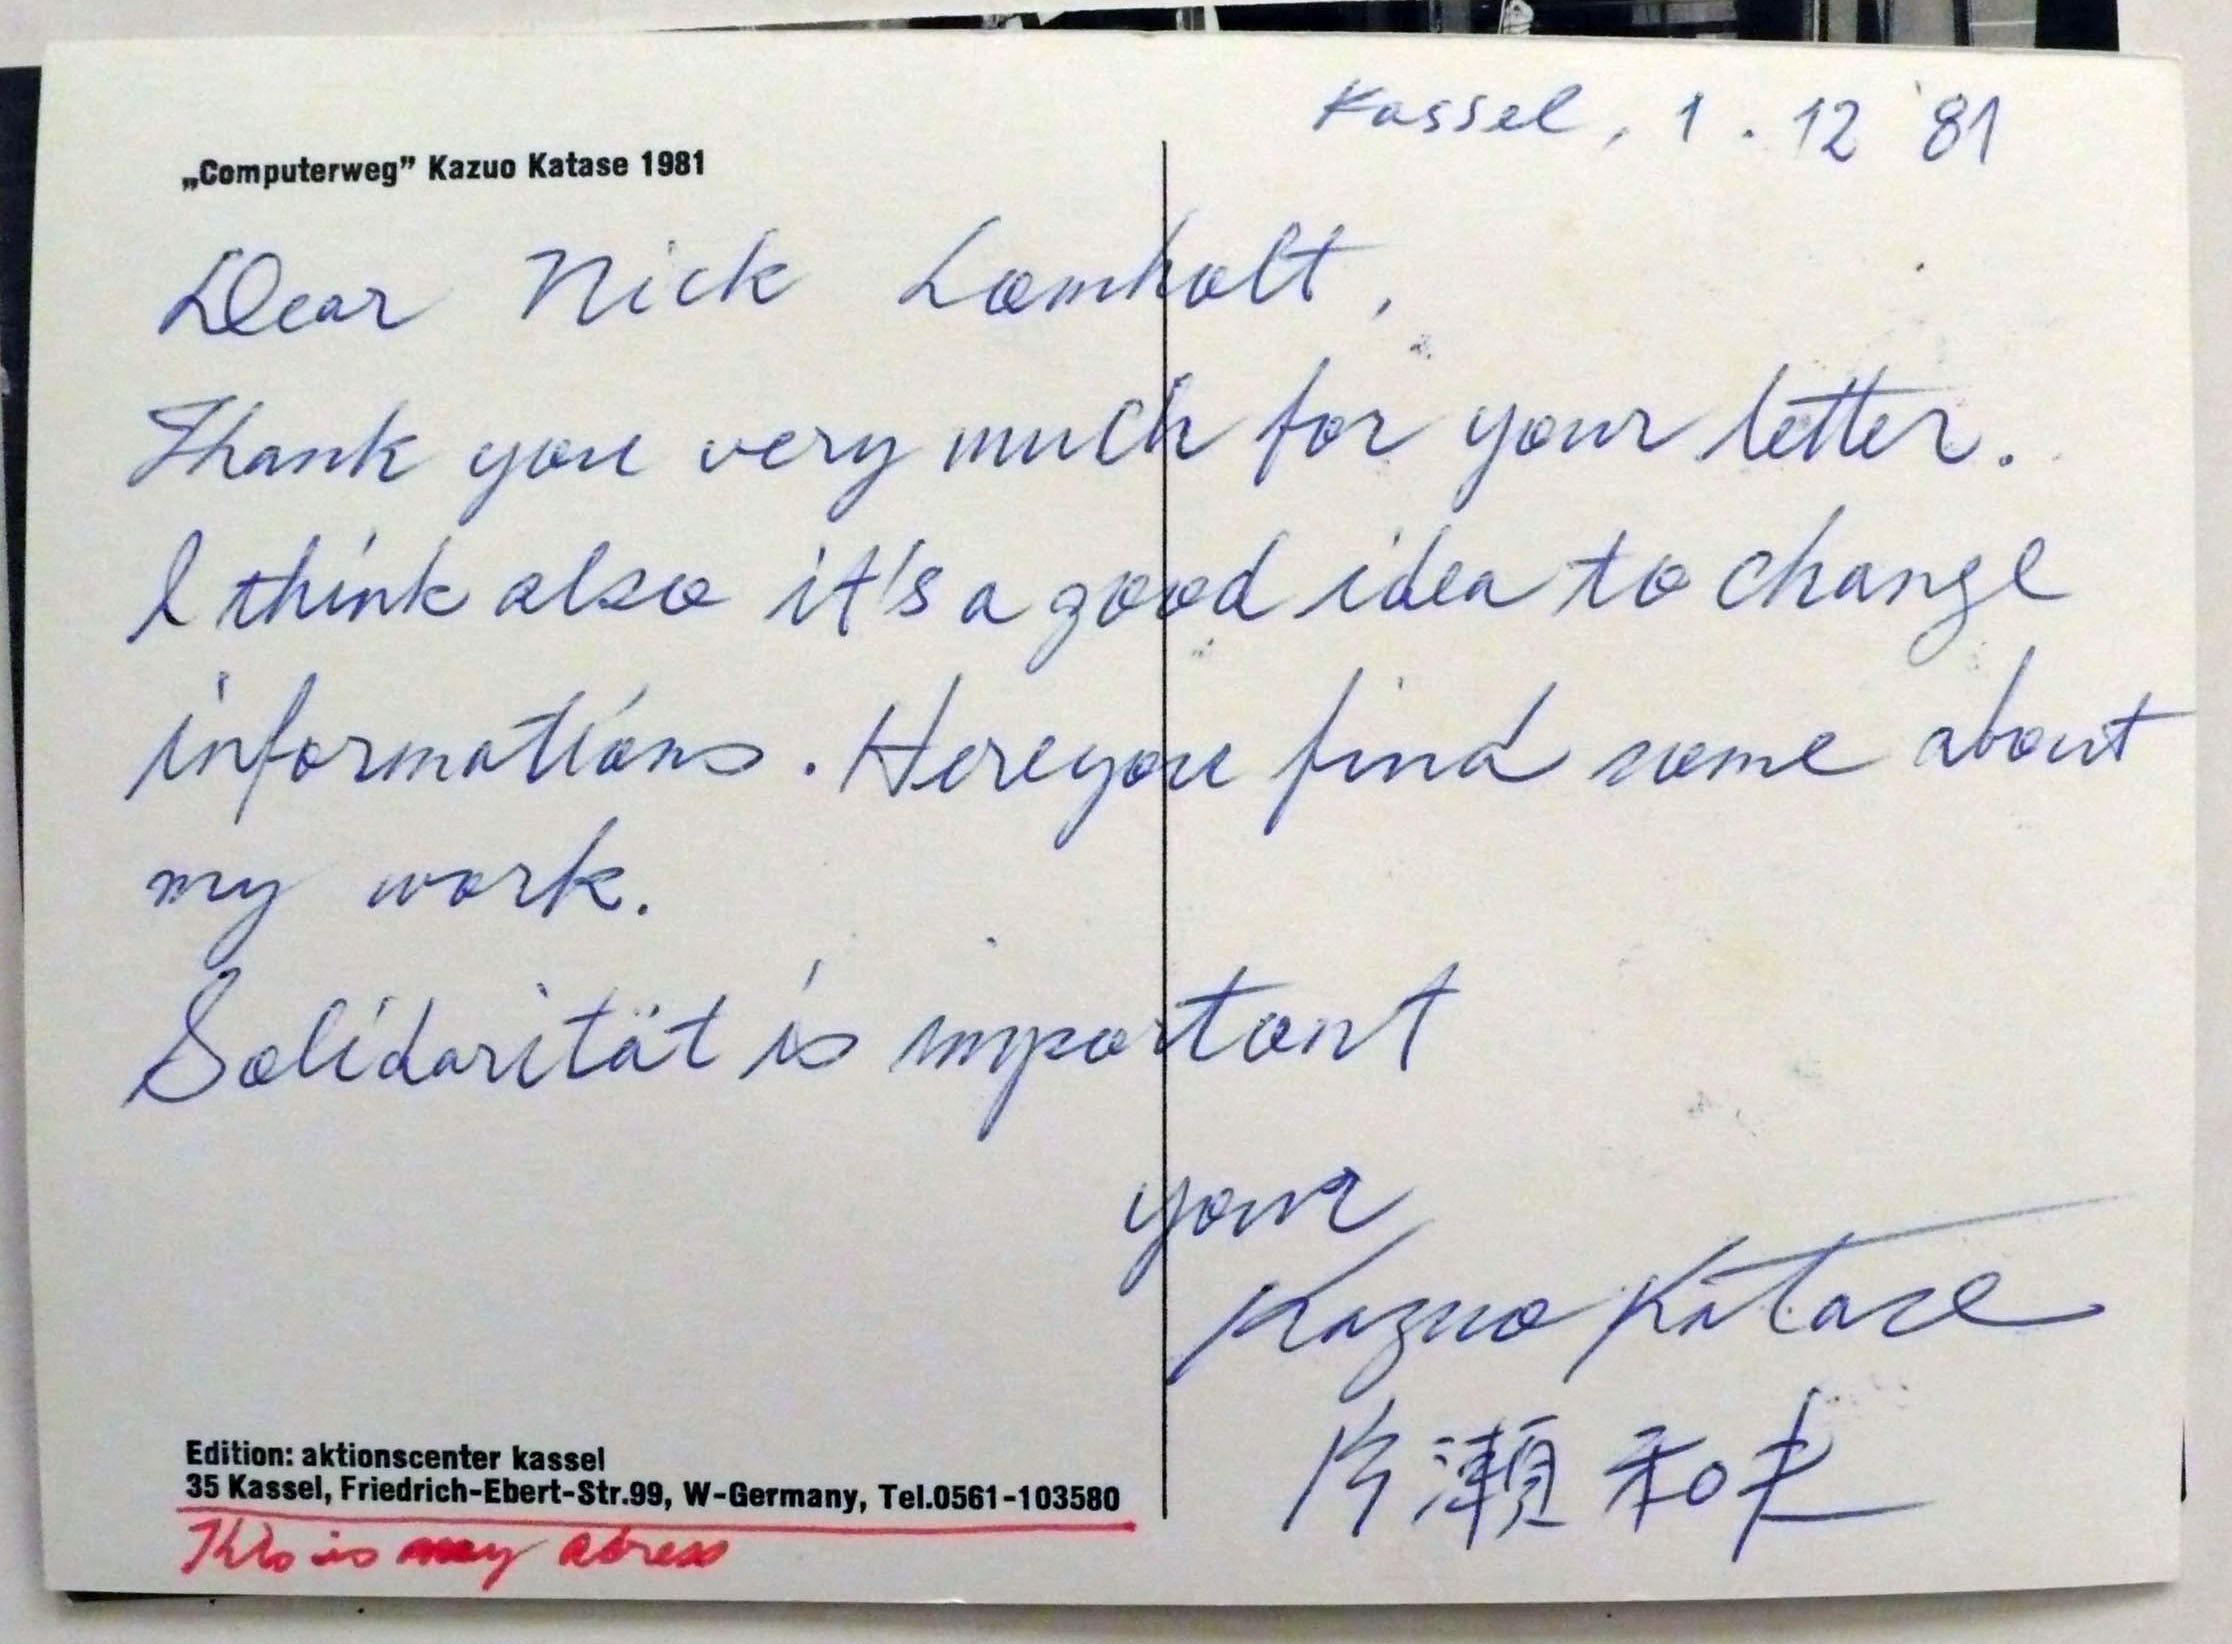 Kassel, 1. 12 '81
„Computerweg” Kazuo Katase 1981
Dear Nick Lomholt,
Thank you very much for your letter.
I think also it's a good idea to change
informations. Here you find some about
my work.
Solidarität is important
your
Kazuo Katase
片瀬和夫
Edition: aktionscenter kassel
35 Kassel, Friedrich-Ebert-Str.99, W-Germany, Tel.0561-103580
This is my adress